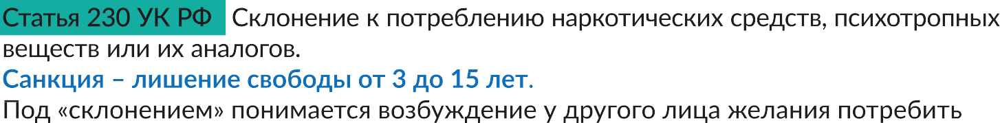 Статья 230 УК РФ Склонение к потреблению наркотических средств, психотропных
веществ или их аналогов.
Санкция – лишение свободы от 3 до 15 лет.
Под «склонением» понимается возбуждение у другого лица желания потребить